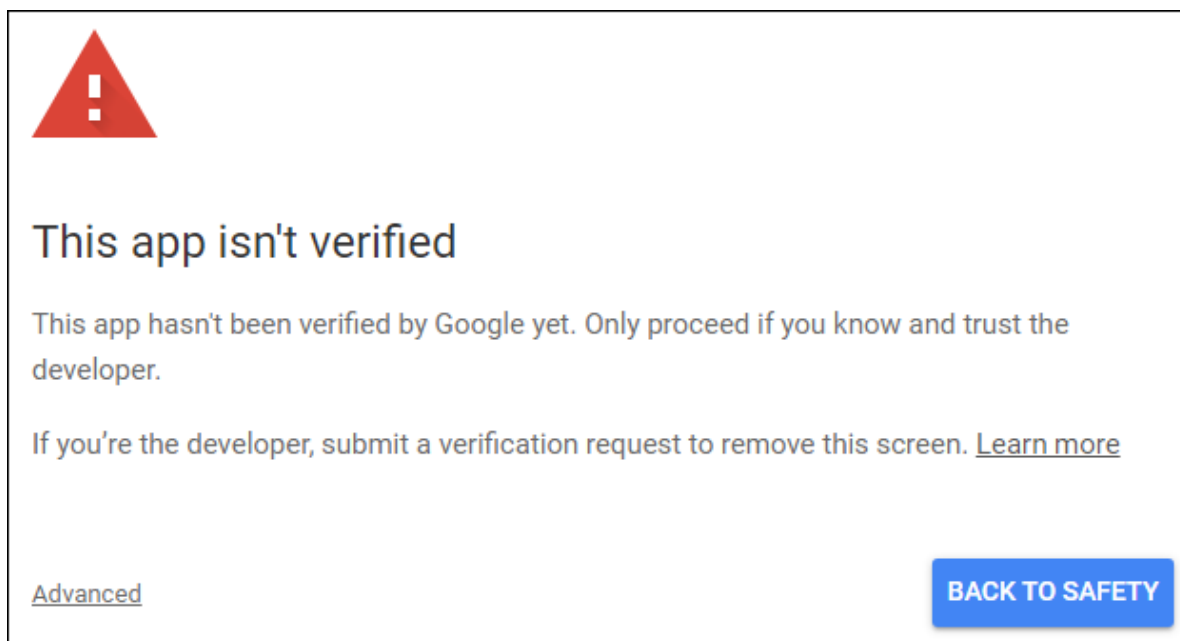 This app isn't verified
This app hasn't been verified by Google yet. Only proceed if you know and trust the
developer.
If you’re the developer, submit a verification request to remove this screen. Learn more
Advanced
BACK TO SAFETY